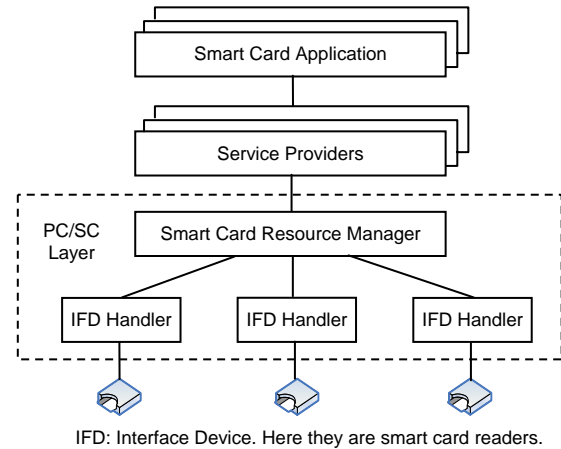 Smart Card Application
Service Providers
PC/SC
Layer
Smart Card Resource Manager
IFD Handler
IFD Handler
IFD Handler
IFD: Interface Device. Here they are smart card readers.